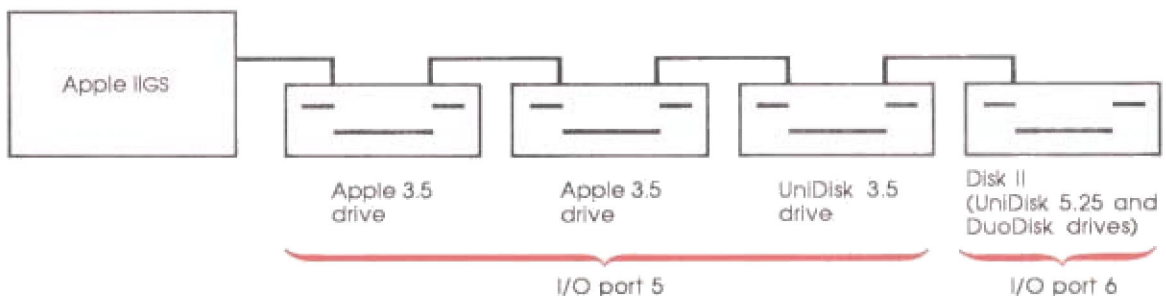 Apple IIGS
Apple 3.5
drive
Apple 3.5
drive
UniDisk 3.5
drive
Disk II
(UniDisk 5.25 and
DuoDisk drives)
I/O port 5
I/O port 6